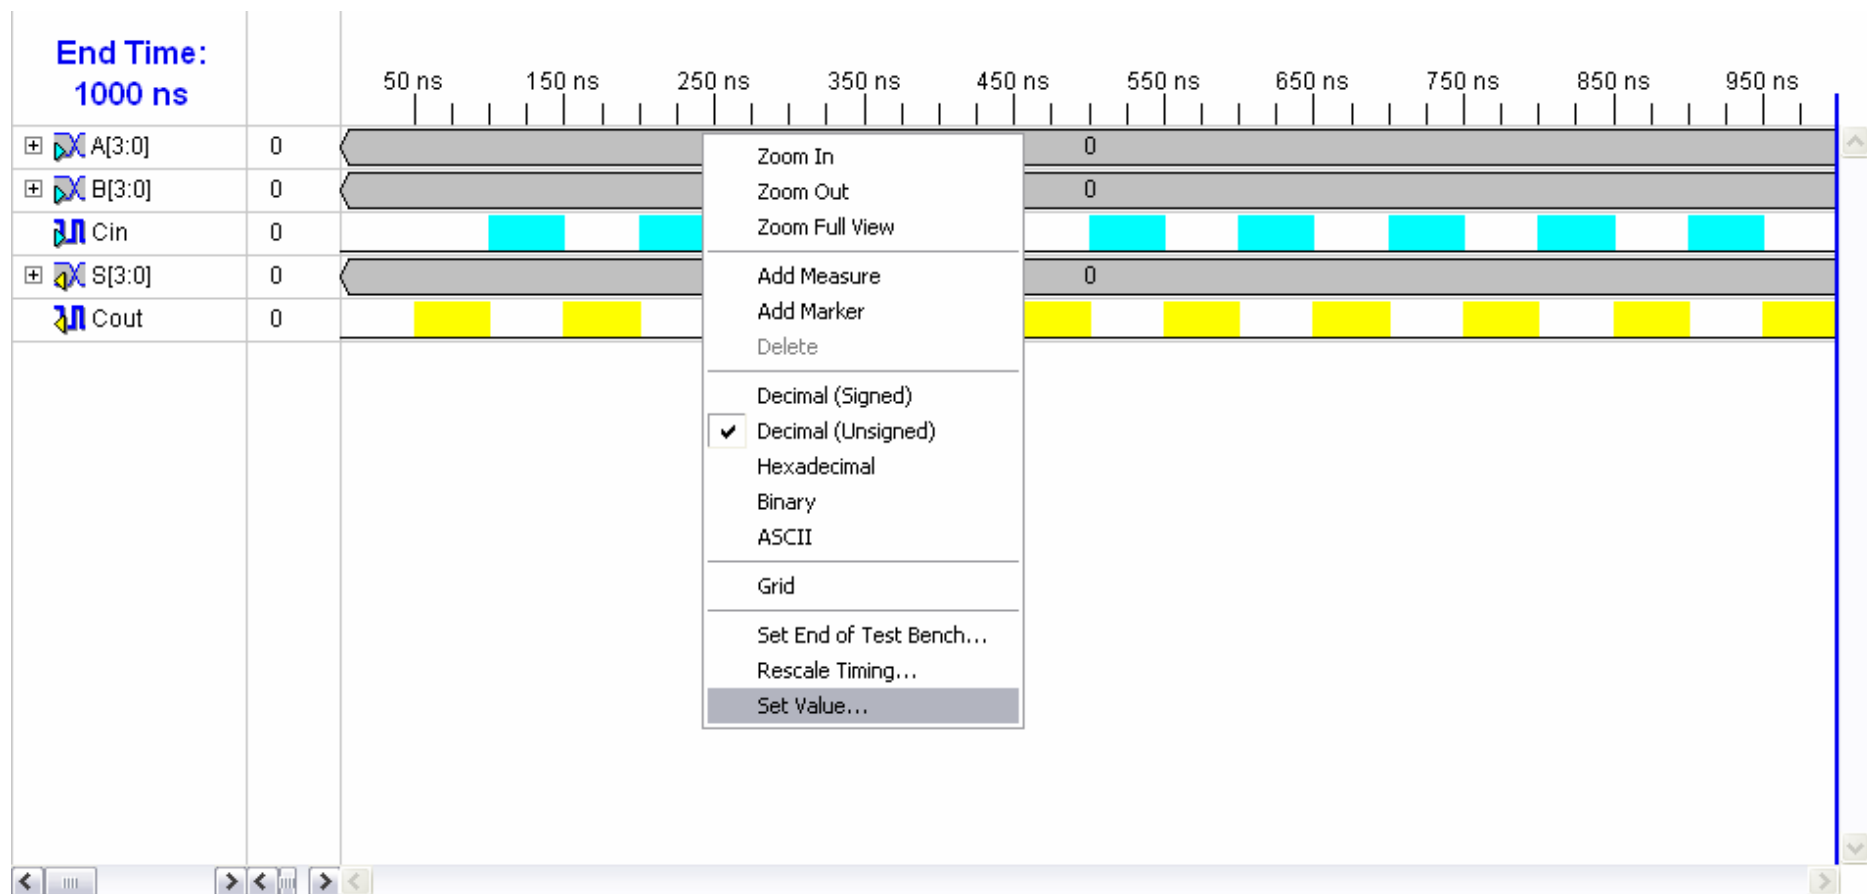 End Time:
1000 ns
50 ns 150 ns 250 ns 350 ns 450 ns 550 ns 650 ns 750 ns 850 ns 950 ns
A[3:0] 0 0
B[3:0] 0 0
Cin 0
S[3:0] 0 0
Cout 0
Zoom In
Zoom Out
Zoom Full View
Add Measure
Add Marker
Delete
Decimal (Signed)
Decimal (Unsigned)
Hexadecimal
Binary
ASCII
Grid
Set End of Test Bench...
Rescale Timing...
Set Value...